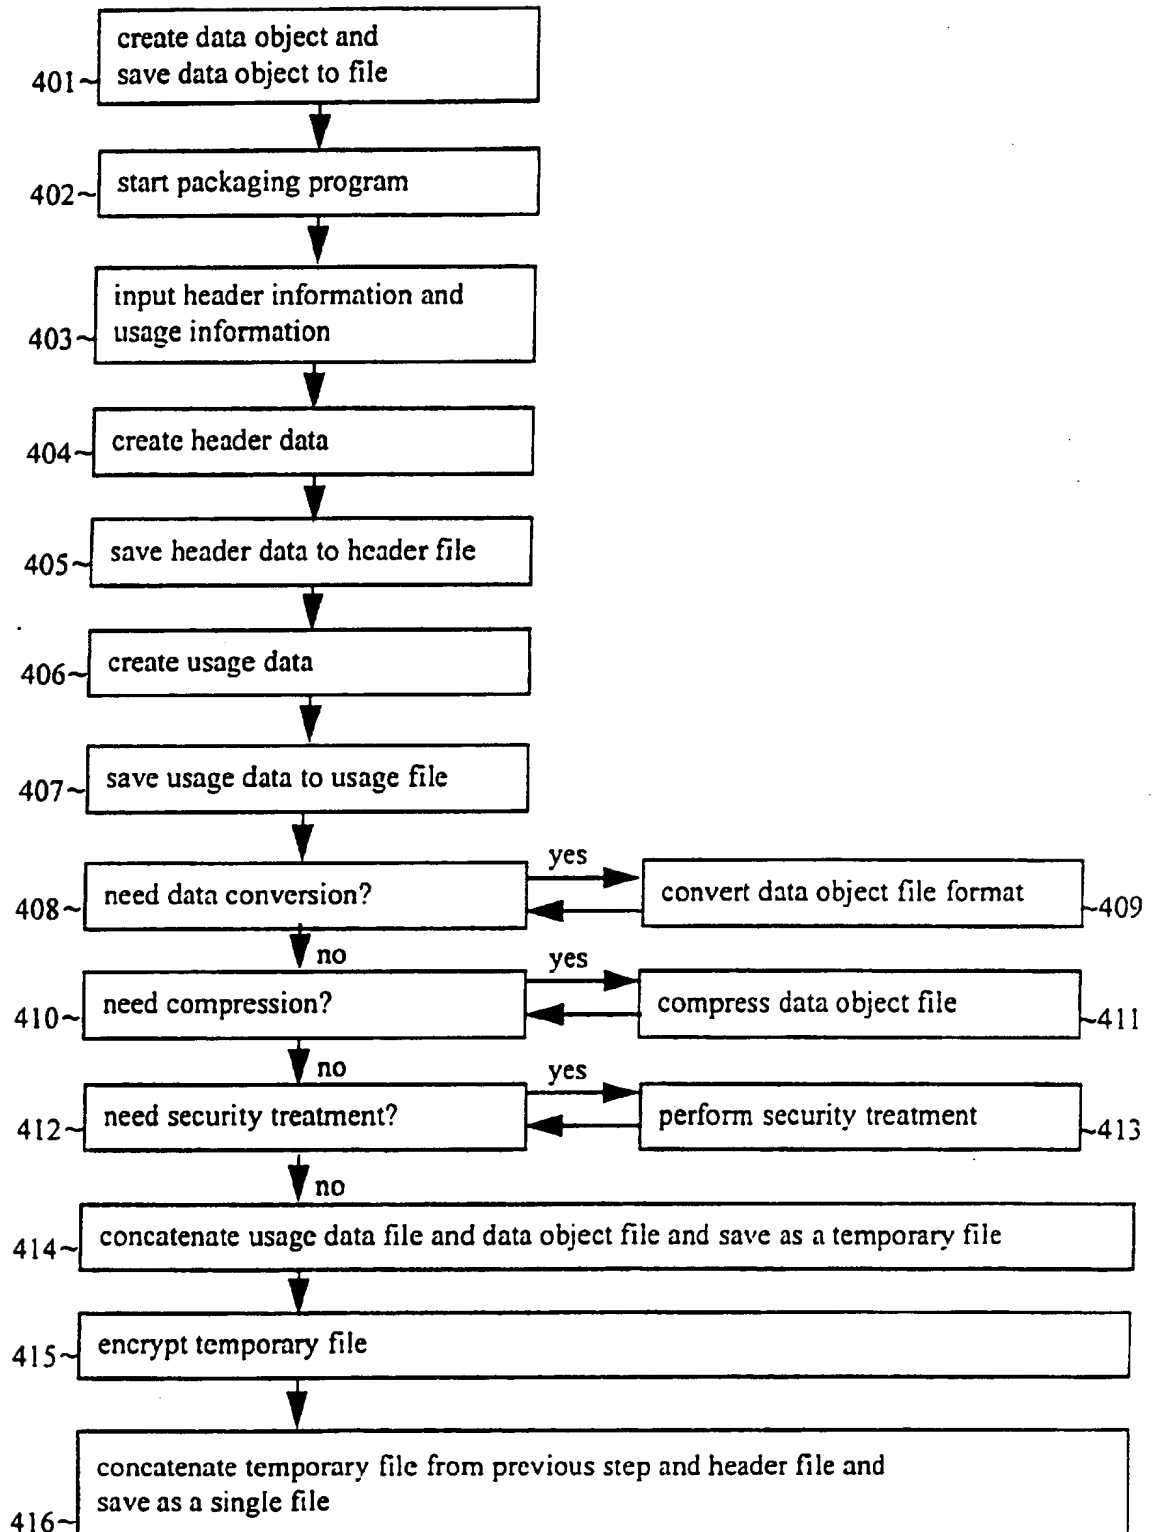 create data object and
save data object to file
401~
start packaging program
402~
input header information and
usage information
403~
create header data
404~
save header data to header file
405~
create usage data
406~
save usage data to usage file
407~
yes
need data conversion?
convert data object file format
408~
~409
no
yes
need compression?
compress data object file
410~
~411
no
yes
need security treatment?
perform security treatment
412~
~413
no
concatenate usage data file and data object file and save as a temporary file
414~
encrypt temporary file
415~
concatenate temporary file from previous step and header file and
save as a single file
416~